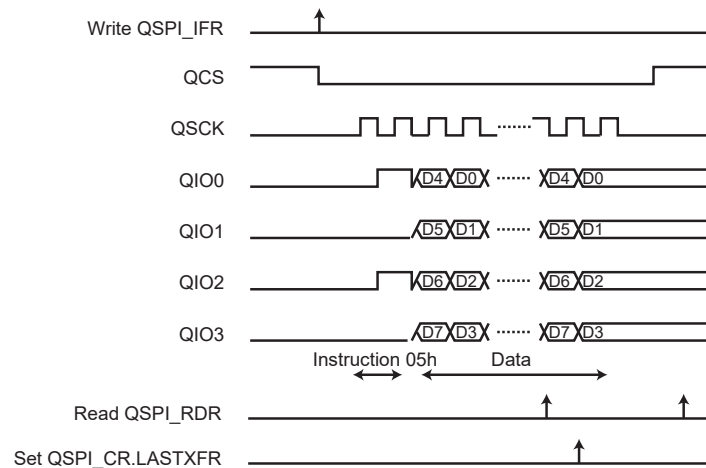 Write QSPI_IFR
QCS
QSCK
QIO0 D4 D0 D4 D0
QIO1 D5 D1 D5 D1
QIO2 D6 D2 D6 D2
QIO3 D7 D3 D7 D3
Instruction 05h Data
Read QSPI_RDR
Set QSPI_CR.LASTXFR